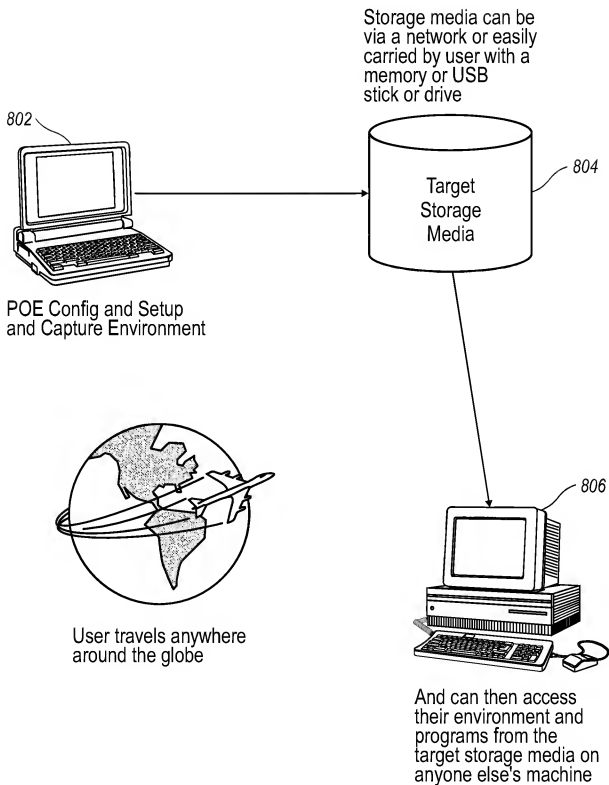 Storage media can be
via a network or easily
carried by user with a
memory or USB
stick or drive
802
Target
Storage
Media
804
POE Config and Setup
and Capture Environment
806
User travels anywhere
around the globe
And can then access
their environment and
programs from the
target storage media on
anyone else's machine